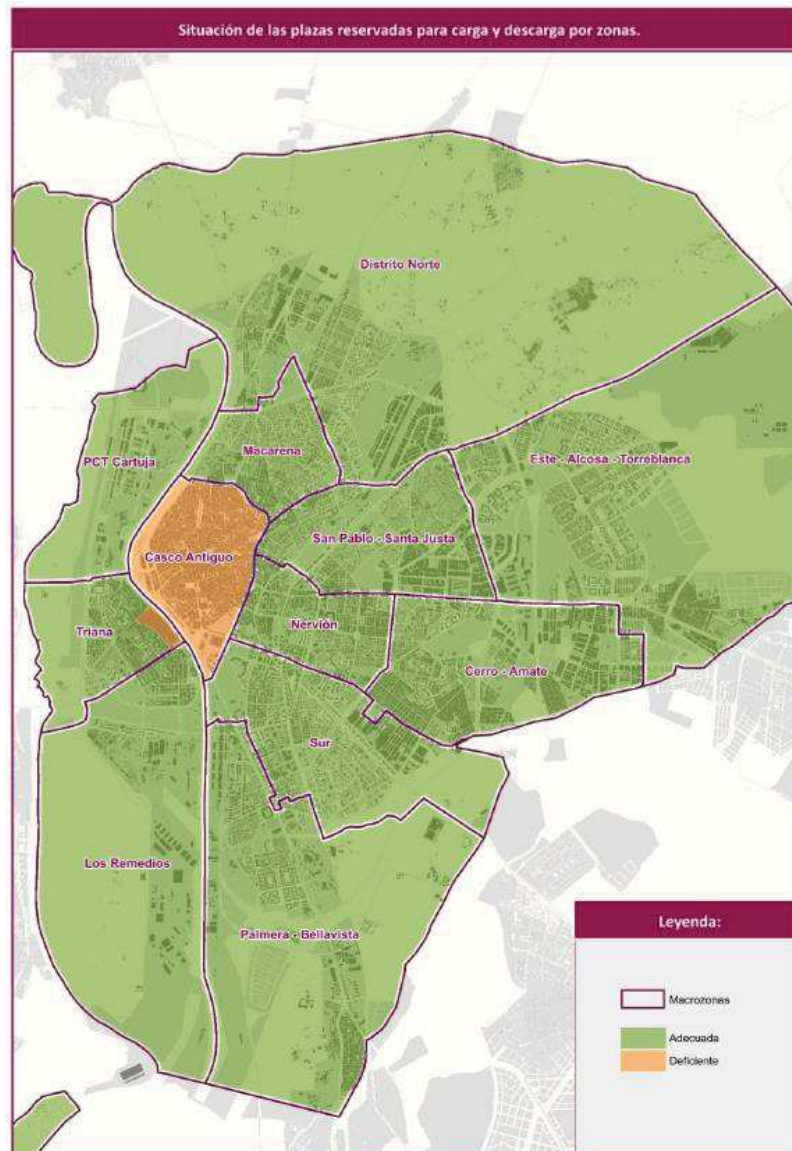 Situación de las plazas reservadas para carga y descarga por zonas.
Distrito Norte
PCT Cartuja
Macarena
Este - Alcosa - Torreblanca
San Pablo - Santa Justa
Casco Antiguo
Triana
Nervión
Cerro - Amate
Sur
Los Remedios
Palmera - Bellavista
Leyenda:
Macrozonas
Adecuada
Deficiente